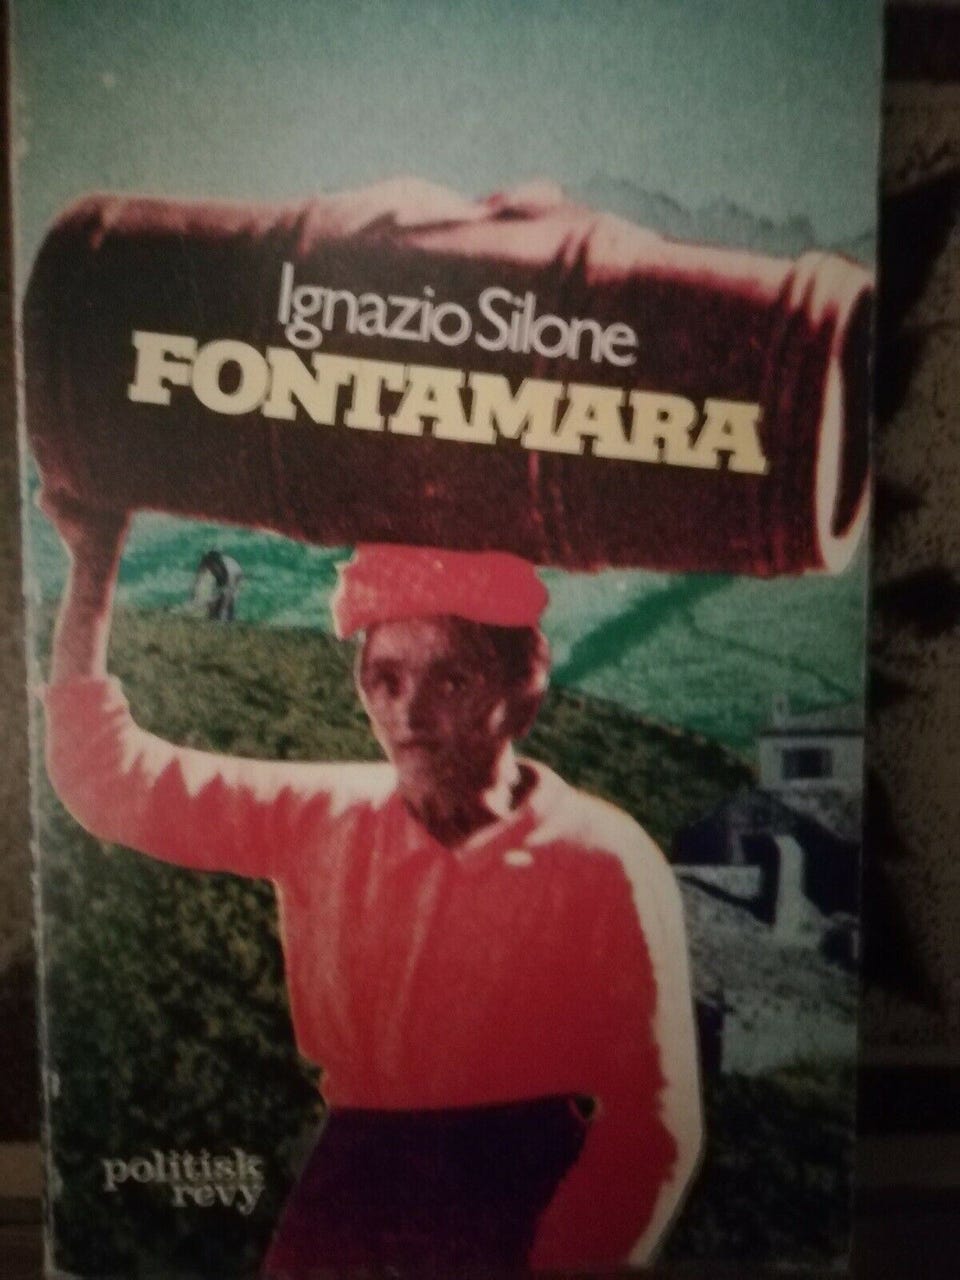 Ignazio Silone
FONTAMARA
politisk
revy